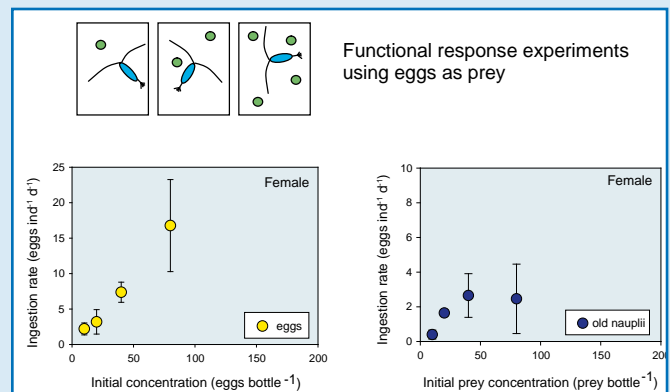 Functional response experiments
using eggs as prey
25
20
15
10
5
0
0 50 100 150 200
Ingestion rate (eggs ind⁻¹ d⁻¹)
Female
eggs
Initial concentration (eggs bottle⁻¹)
10
8
6
4
2
0
0 50 100 150 200
Ingestion rate (eggs ind⁻¹ d⁻¹)
Female
old nauplii
Initial prey concentration (prey bottle⁻¹)